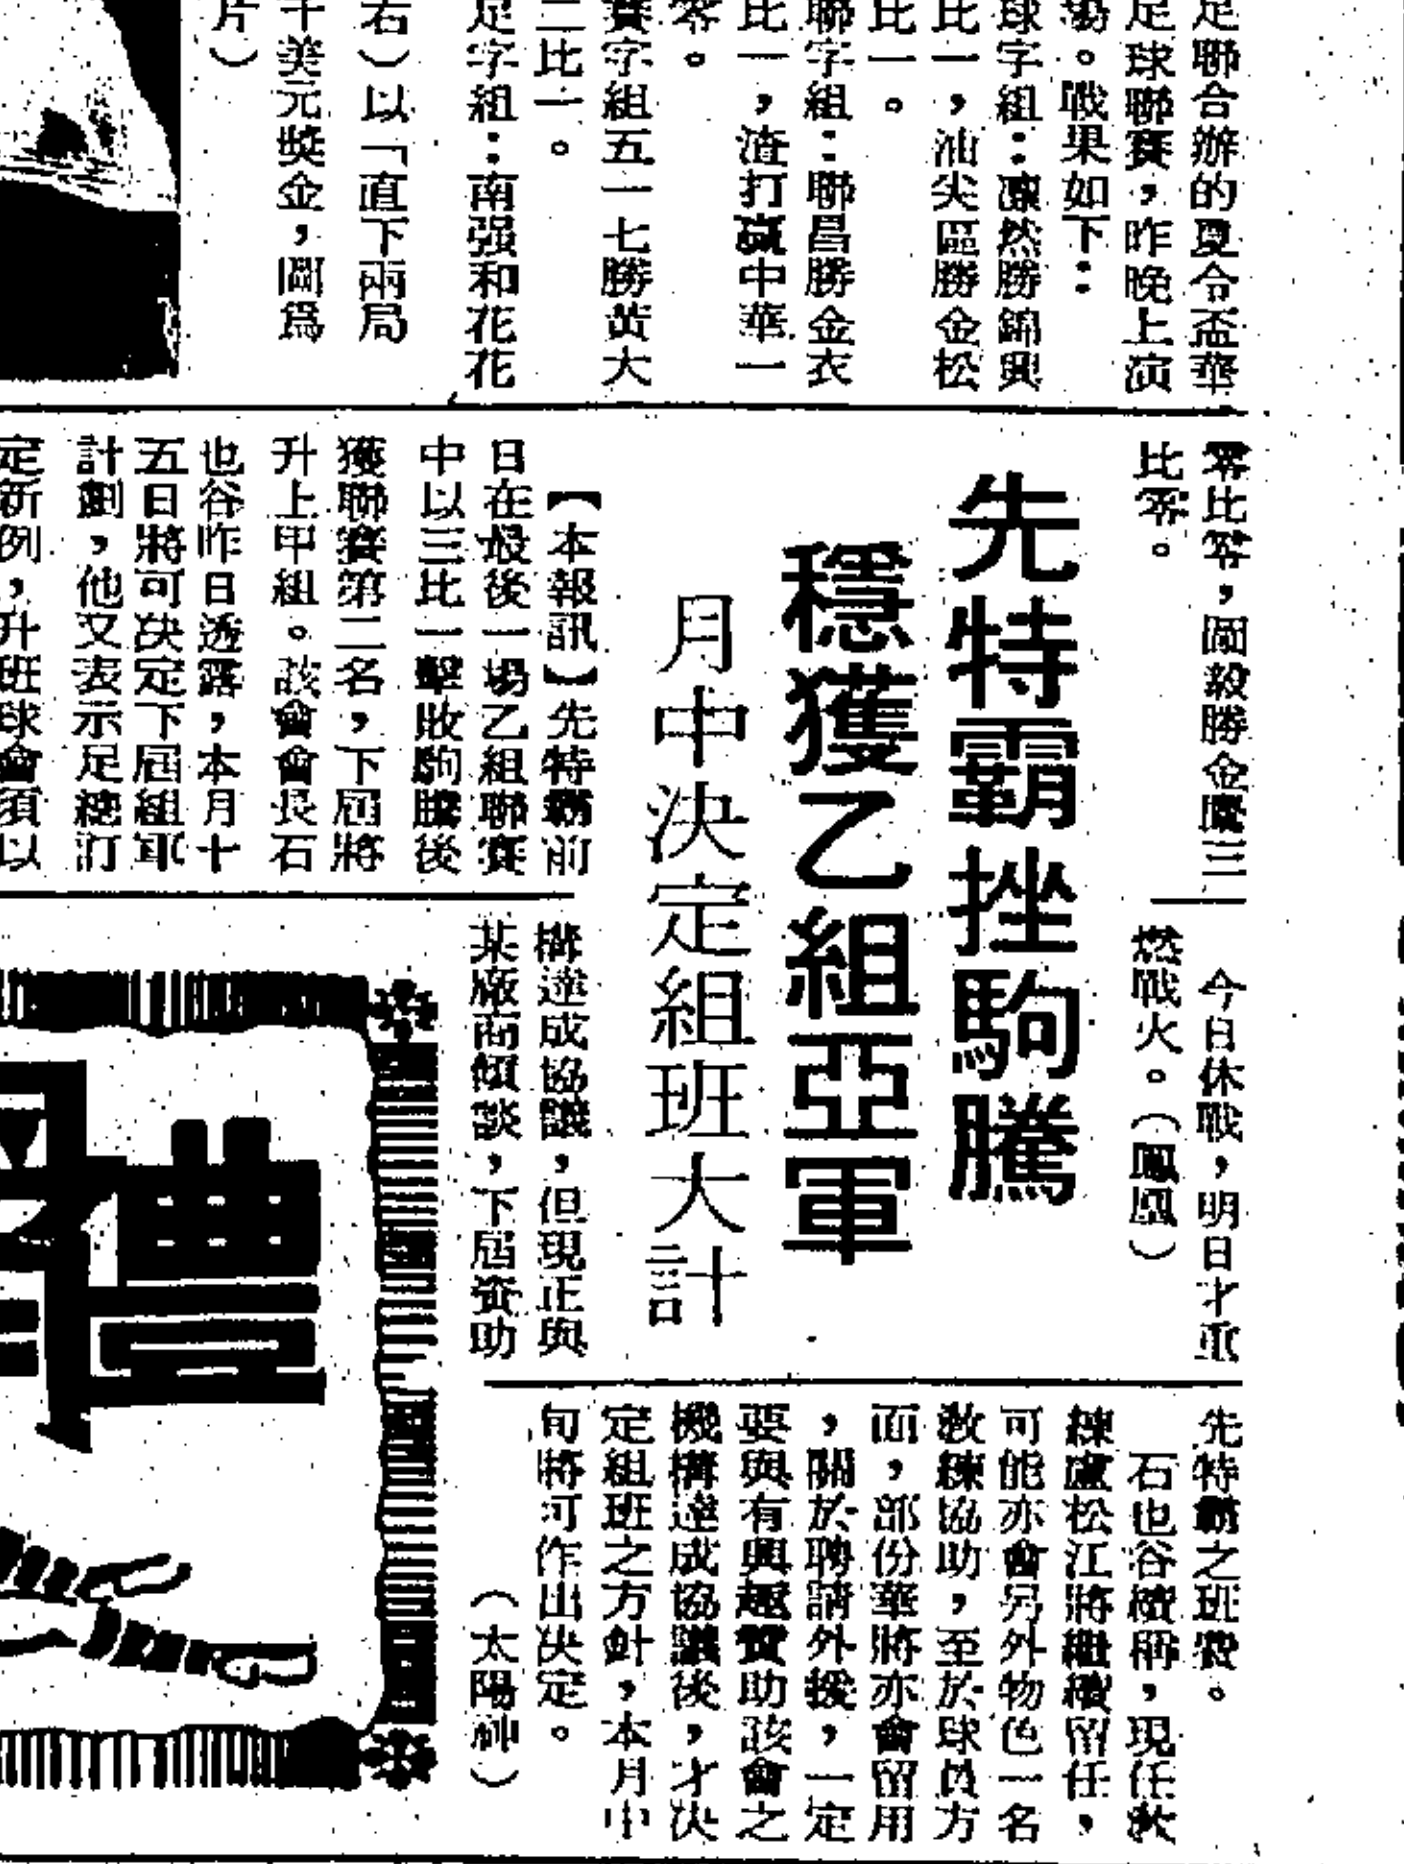 足聯合辦的夏令盃華
足球聯賽，昨晚上演
場。戰果如下：
球字組：凜然勝錦興
比一，油尖區勝金松
比一。
聯字組：聯昌勝金衣
比一，渣打贏中華一
零。
賽字組五一七勝黃大
二比一。
足字組：南强和花花
零比零，圖毅勝金鷹三
比零。
今日休戰，明日才重
燃戰火。（鳳凰）
右）以「直下兩局
千美元獎金，圖爲
片）
先特霸挫駒騰
穩獲乙組亞軍
月中決定組班大計
【本報訊】先特霸前
日在最後一場乙組聯賽
中以三比一擊敗駒騰後
獲聯賽第二名，下屆將
升上甲組。該會會長石
也谷昨日透露，本月十
五日將可決定下屆組軍
計劃，他又表示足總訂
定新例，升班球會須以
構達成協議，但現正與
某廠商傾談，下屆資助
先特霸之班費。
石也谷續稱，現任敎
練盧松江將繼續留任，
可能亦會另外物色一名
敎練協助，至於球員方
面，部份華將亦會留用
，關於聘請外援，一定
要與有興趣贊助該會之
機構達成協議後，才決
定組班之方針，本月中
旬將可作出決定。
（太陽神）
禮